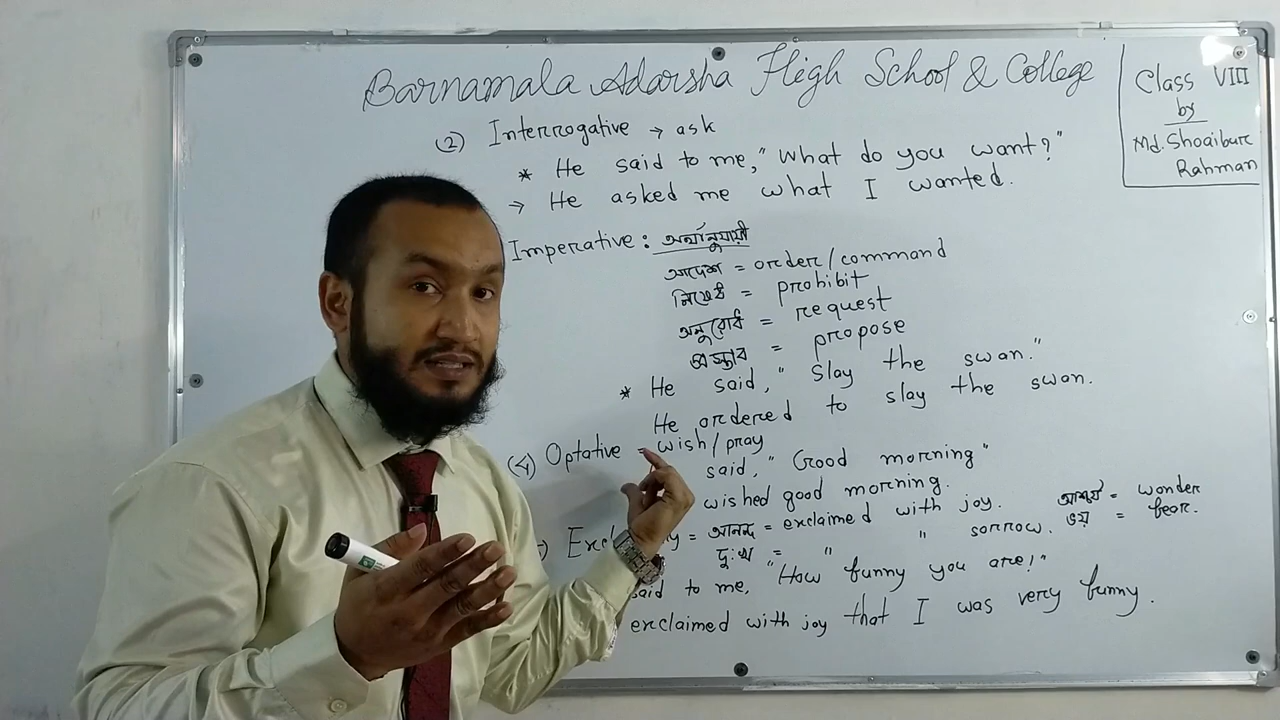 Barnamala Adarsha High School & College
Class VIII
by
Md. Shoaibur
Rahman
(2) Interrogative → ask
* He said to me, "What do you want?"
→ He asked me what I wanted.
Imperative : অর্থানুযায়ী
আদেশ = order/command
নিষেধ = prohibit
অনুরোধ = request
প্রস্তাব = propose
* He said, "Slay the swan."
He ordered to slay the swan.
(4) Optative = wish/pray
said, "Good morning"
wished good morning.
= আনন্দ = exclaimed with joy. আশ্চর্য = wonder
দুঃখ = " " sorrow. ভয় = fear.
said to me, "How funny you are!"
exclaimed with joy that I was very funny.